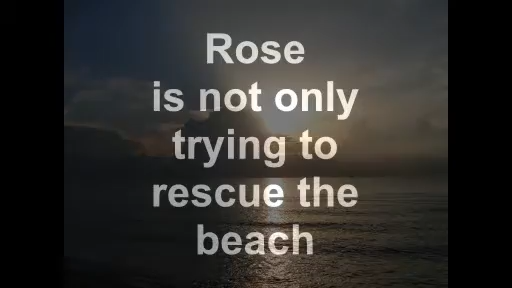 Rose
is not only
trying to
rescue the
beach